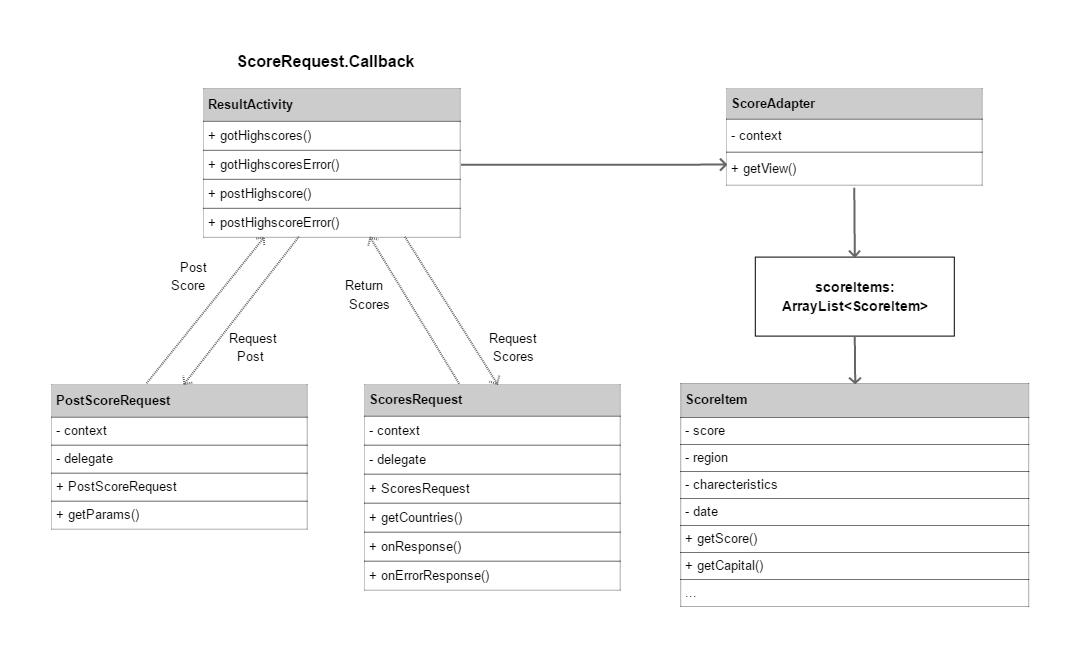 ScoreRequest.Callback
ResultActivity
+ gotHighscores()
+ gotHighscoresError()
+ postHighscore()
+ postHighscoreError()
ScoreAdapter
- context
+ getView()
Post
Score
Request
Post
Return
Scores
Request
Scores
scoreItems:
ArrayList<ScoreItem>
PostScoreRequest
- context
- delegate
+ PostScoreRequest
+ getParams()
ScoresRequest
- context
- delegate
+ ScoresRequest
+ getCountries()
+ onResponse()
+ onErrorResponse()
ScoreItem
- score
- region
- charecteristics
- date
+ getScore()
+ getCapital()
...